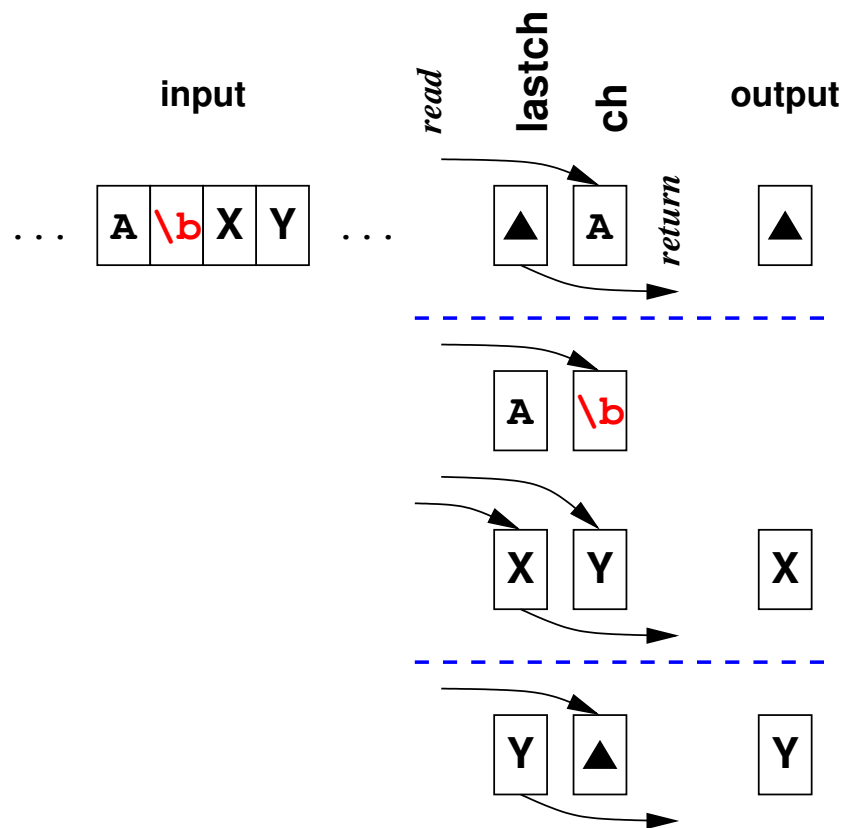 input read lastch ch output
... A \b X Y ... ▲ A return ▲
A \b
X Y X
Y ▲ Y